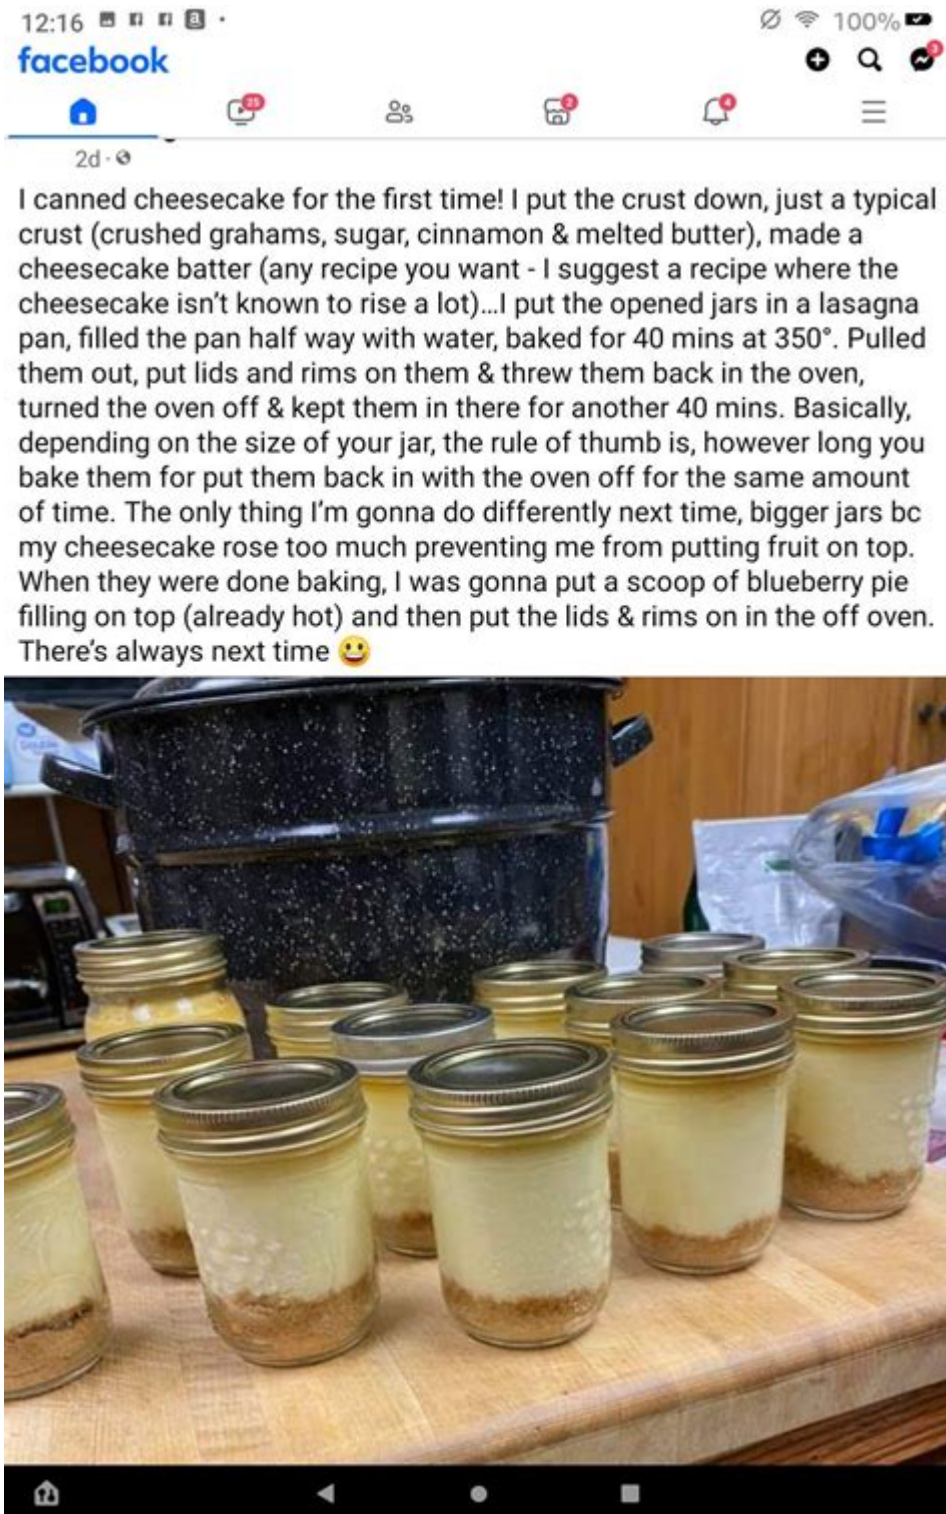 12:16
100%
facebook
3
25
2
4
2d
I canned cheesecake for the first time! I put the crust down, just a typical
crust (crushed grahams, sugar, cinnamon & melted butter), made a
cheesecake batter (any recipe you want - I suggest a recipe where the
cheesecake isn't known to rise a lot)...I put the opened jars in a lasagna
pan, filled the pan half way with water, baked for 40 mins at 350°. Pulled
them out, put lids and rims on them & threw them back in the oven,
turned the oven off & kept them in there for another 40 mins. Basically,
depending on the size of your jar, the rule of thumb is, however long you
bake them for put them back in with the oven off for the same amount
of time. The only thing I'm gonna do differently next time, bigger jars bc
my cheesecake rose too much preventing me from putting fruit on top.
When they were done baking, I was gonna put a scoop of blueberry pie
filling on top (already hot) and then put the lids & rims on in the off oven.
There's always next time 😀